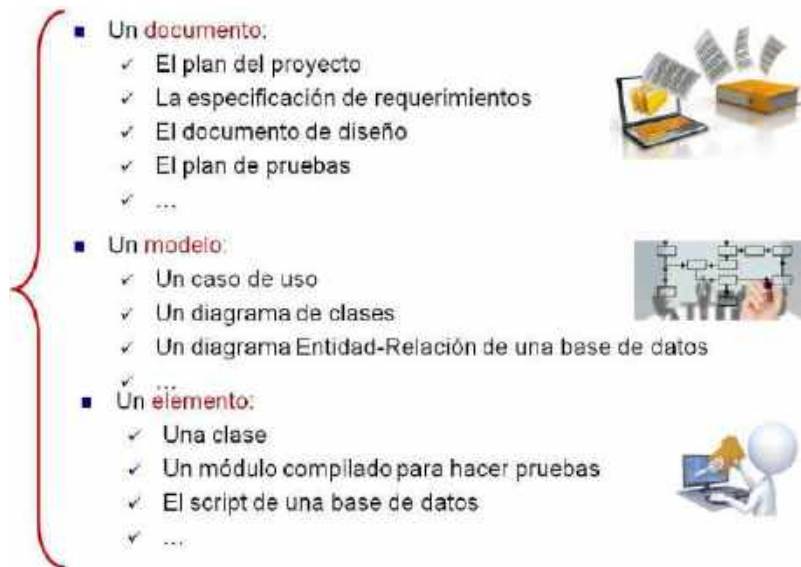 Un documento:
El plan del proyecto
La especificación de requerimientos
El documento de diseño
El plan de pruebas
...
Un modelo:
Un caso de uso
Un diagrama de clases
Un diagrama Entidad-Relación de una base de datos
...
Un elemento:
Una clase
Un módulo compilado para hacer pruebas
El script de una base de datos
...